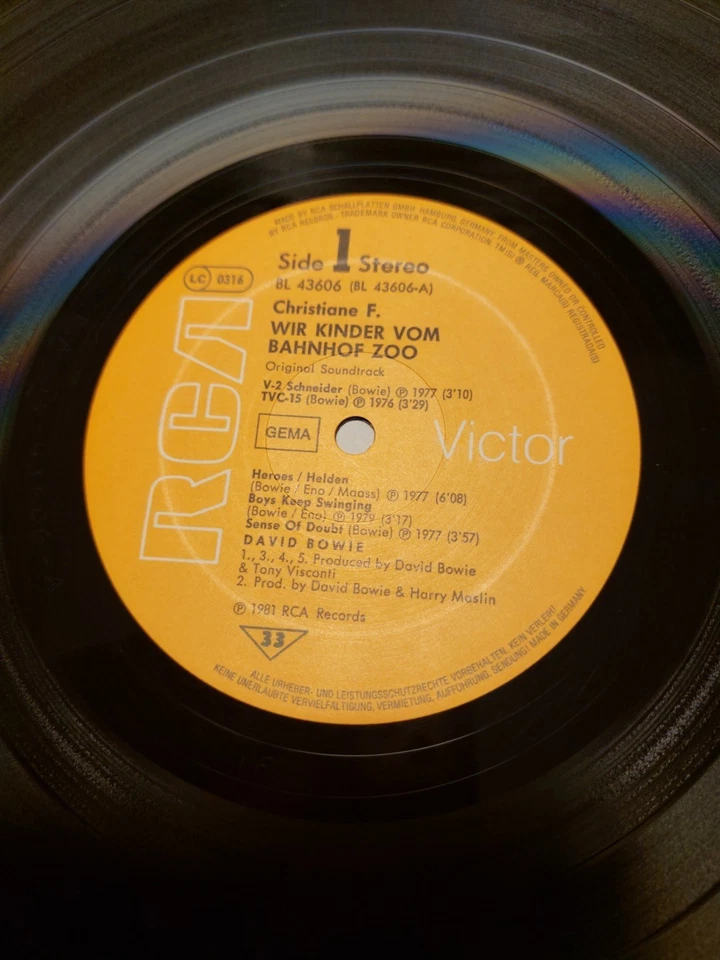 MADE BY RCA SCHALLPLATTEN GMBH, HAMBURG, GERMANY, FROM MASTERS OWNED OR CONTROLLED
BY RCA RECORDS · TRADEMARK OWNER RCA CORPORATION. TM(S) ® REG. MARCA(S) REGISTRADA(S)
Side 1 Stereo
LC 0316
BL 43606 (BL 43606-A)
Christiane F.
WIR KINDER VOM
BAHNHOF ZOO
Original Soundtrack
V-2 Schneider (Bowie) ℗ 1977 (3'10)
TVC-15 (Bowie) ℗ 1976 (3'29)
GEMA
RCA
Victor
Heroes / Helden
(Bowie / Eno / Maass) ℗ 1977 (6'08)
Boys Keep Swinging
(Bowie / Eno) ℗ 1979 (3'17)
Sense Of Doubt (Bowie) ℗ 1977 (3'57)
DAVID BOWIE
1., 3., 4., 5. Produced by David Bowie
& Tony Visconti
2. Prod. by David Bowie & Harry Maslin
℗ 1981 RCA Records
33
ALLE URHEBER- UND LEISTUNGSSCHUTZRECHTE VORBEHALTEN. KEIN VERLEIH!
KEINE UNERLAUBTE VERVIELFÄLTIGUNG, VERMIETUNG, AUFFÜHRUNG, SENDUNG! MADE IN GERMANY